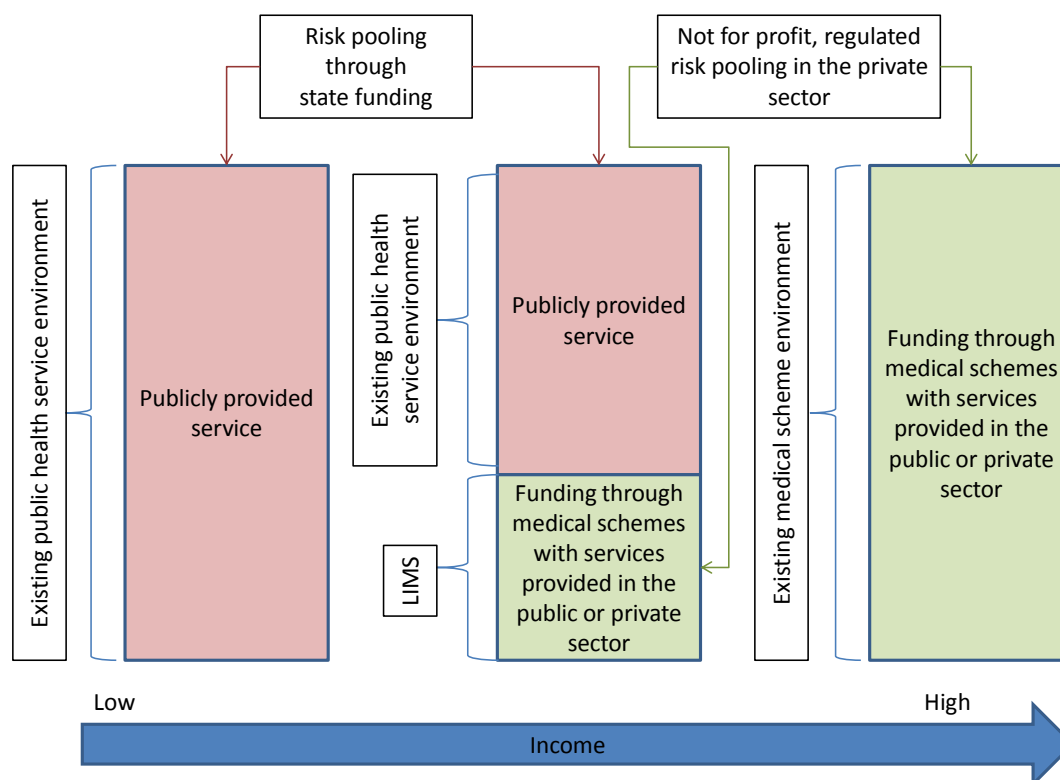 Risk pooling
through
state funding
Not for profit, regulated
risk pooling in the private
sector
Existing public health service environment
Publicly provided
service
Existing public health
service environment
Publicly provided
service
LIMS
Funding through
medical schemes
with services
provided in the
public or private
sector
Existing medical scheme environment
Funding through
medical schemes
with services
provided in the
public or private
sector
Low
High
Income